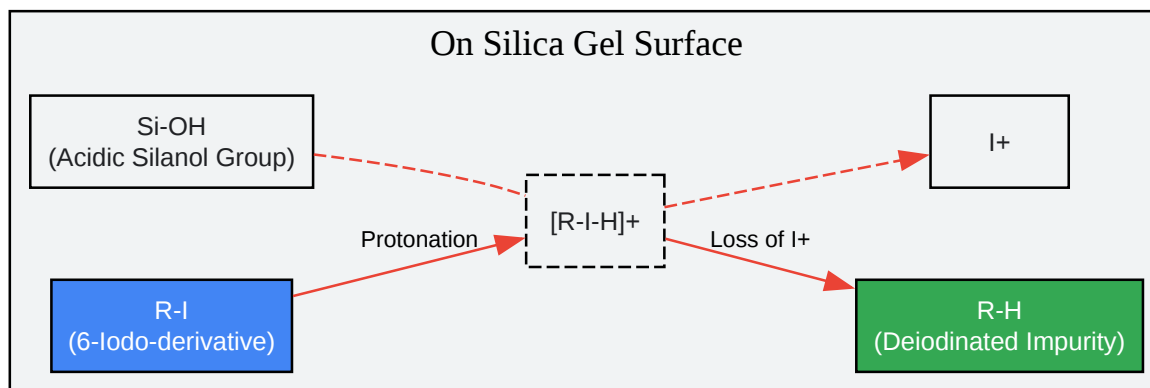 On Silica Gel Surface
Si-OH
(Acidic Silanol Group)
I+
[R-I-H]+
Protonation
Loss of I+
R-I
(6-Iodo-derivative)
R-H
(Deiodinated Impurity)